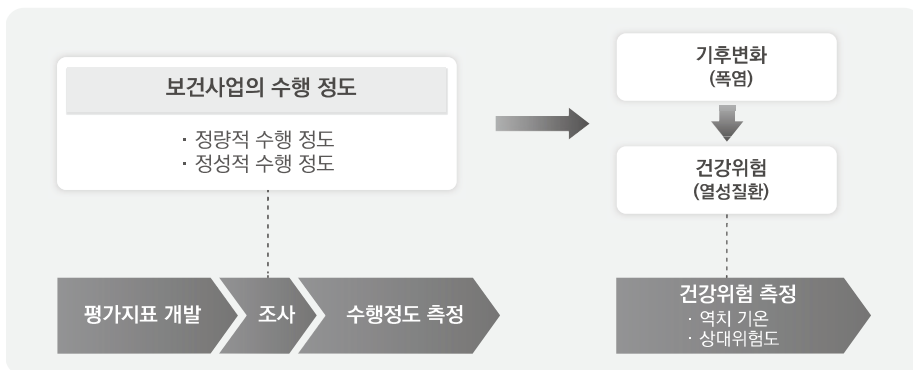 보건사업의 수행 정도
· 정량적 수행 정도
· 정성적 수행 정도
기후변화
(폭염)
건강위험
(열성질환)
평가지표 개발
조사
수행정도 측정
건강위험 측정
· 역치 기온
· 상대위험도